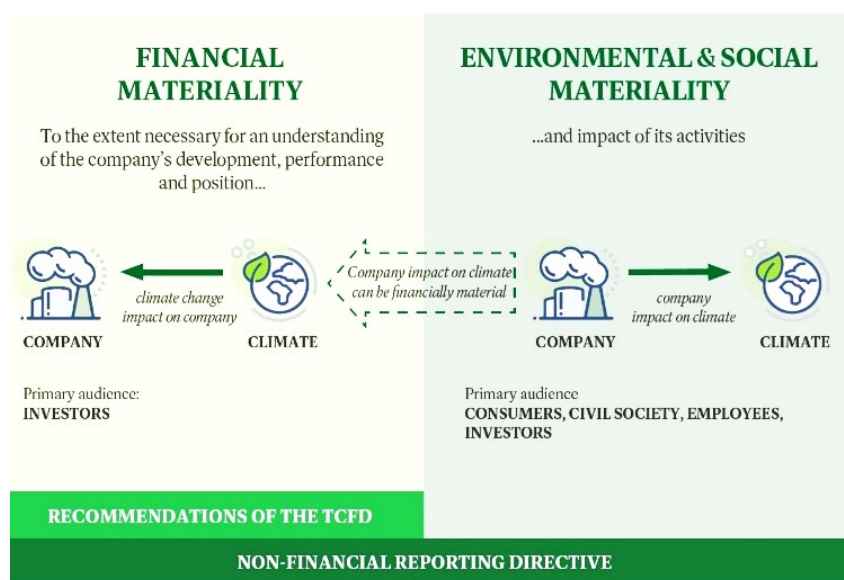 FINANCIAL
MATERIALITY
To the extent necessary for an understanding
of the company's development, performance
and position...
climate change
impact on company
COMPANY
CLIMATE
Primary audience:
INVESTORS
RECOMMENDATIONS OF THE TCFD
Company impact on climate
can be financially material
ENVIRONMENTAL & SOCIAL
MATERIALITY
...and impact of its activities
company
impact on climate
COMPANY
CLIMATE
Primary audience
CONSUMERS, CIVIL SOCIETY, EMPLOYEES,
INVESTORS
NON-FINANCIAL REPORTING DIRECTIVE